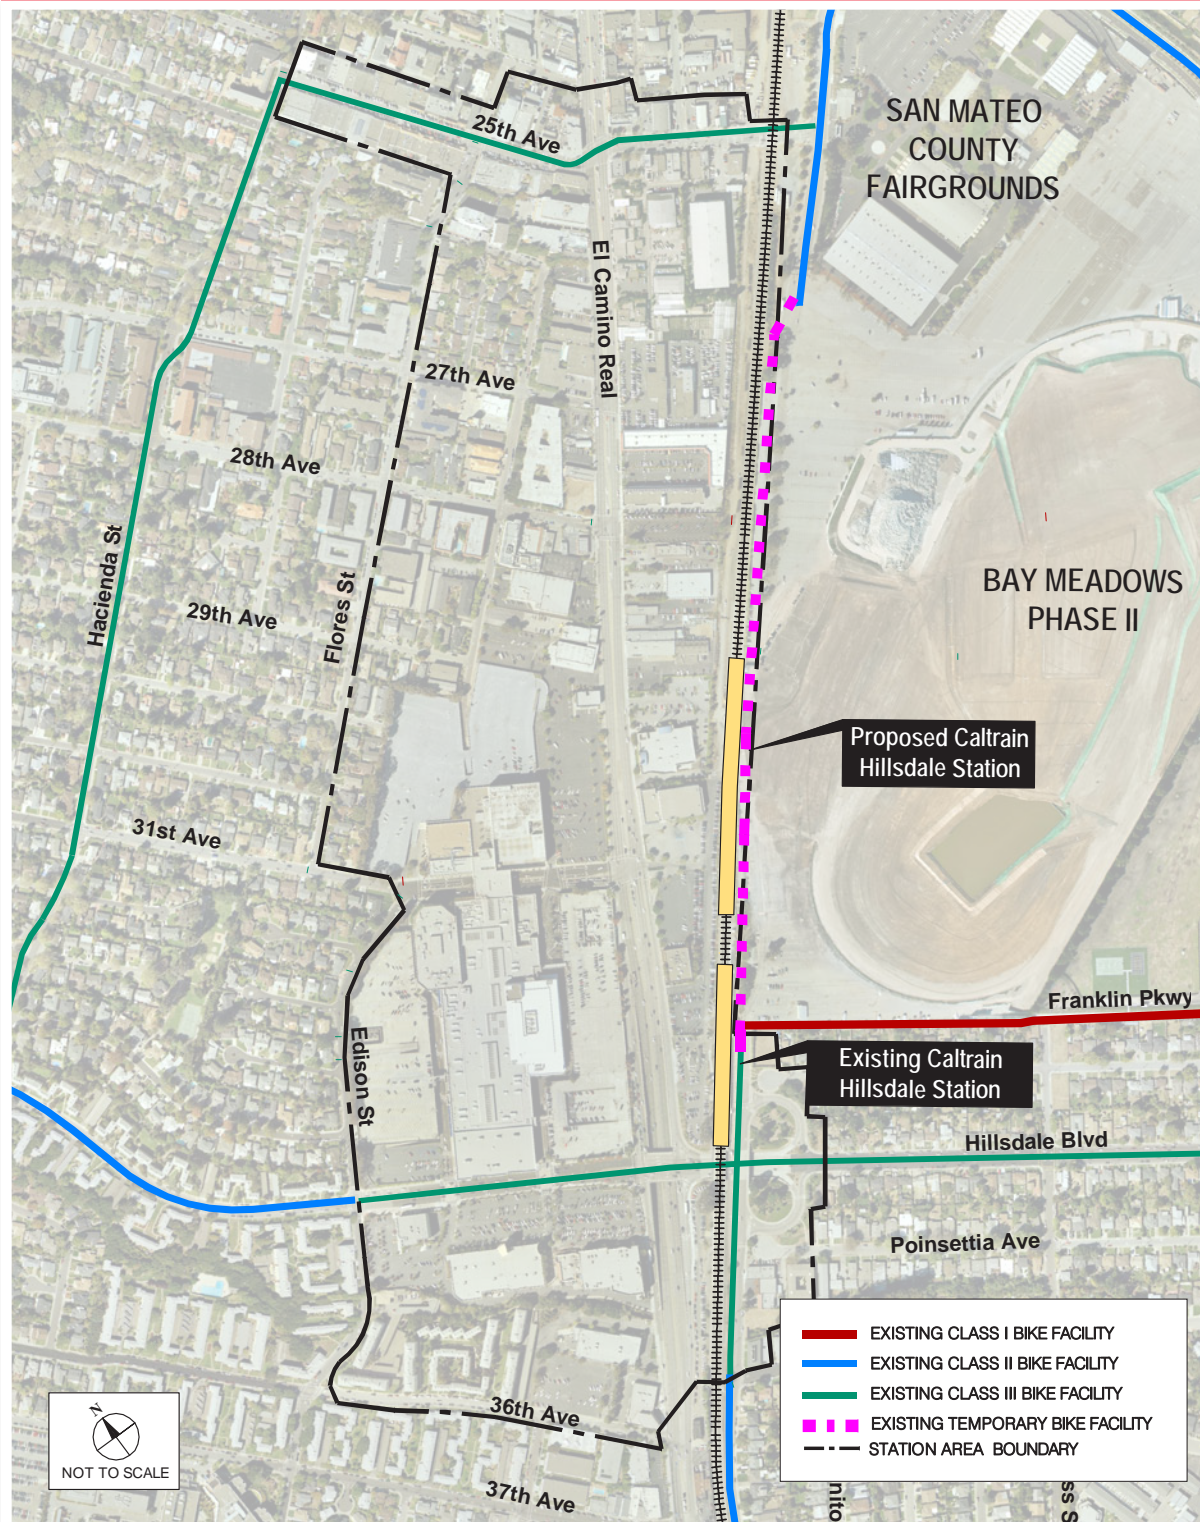 SAN MATEO
COUNTY
FAIRGROUNDS
25th Ave
El Camino Real
27th Ave
28th Ave
Hacienda St
29th Ave
Flores St
BAY MEADOWS
PHASE II
Proposed Caltrain
Hillsdale Station
31st Ave
Franklin Pkwy
Edison St
Existing Caltrain
Hillsdale Station
Hillsdale Blvd
Poinsettia Ave
EXISTING CLASS I BIKE FACILITY
EXISTING CLASS II BIKE FACILITY
EXISTING CLASS III BIKE FACILITY
EXISTING TEMPORARY BIKE FACILITY
STATION AREA BOUNDARY
36th Ave
N
NOT TO SCALE
37th Ave
nito
ss S